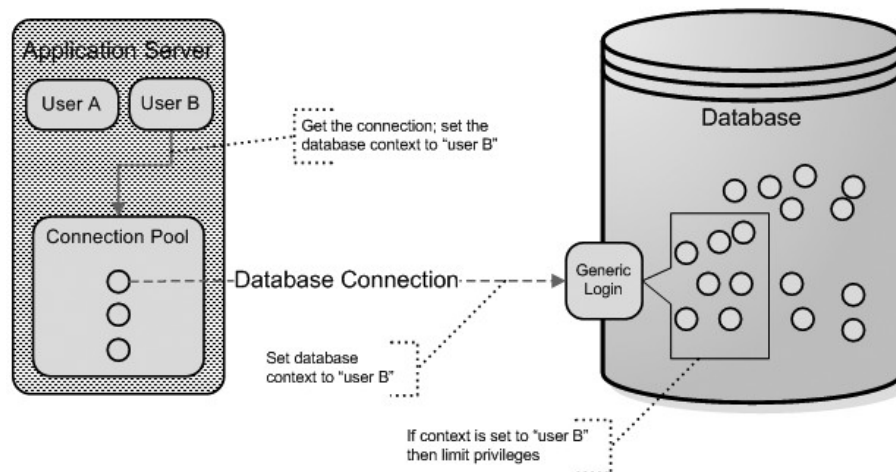 Application Server
User A
User B
Get the connection; set the
database context to “user B”
Connection Pool
Database Connection
Set database
context to “user B”
Database
Generic
Login
If context is set to “user B”
then limit privileges